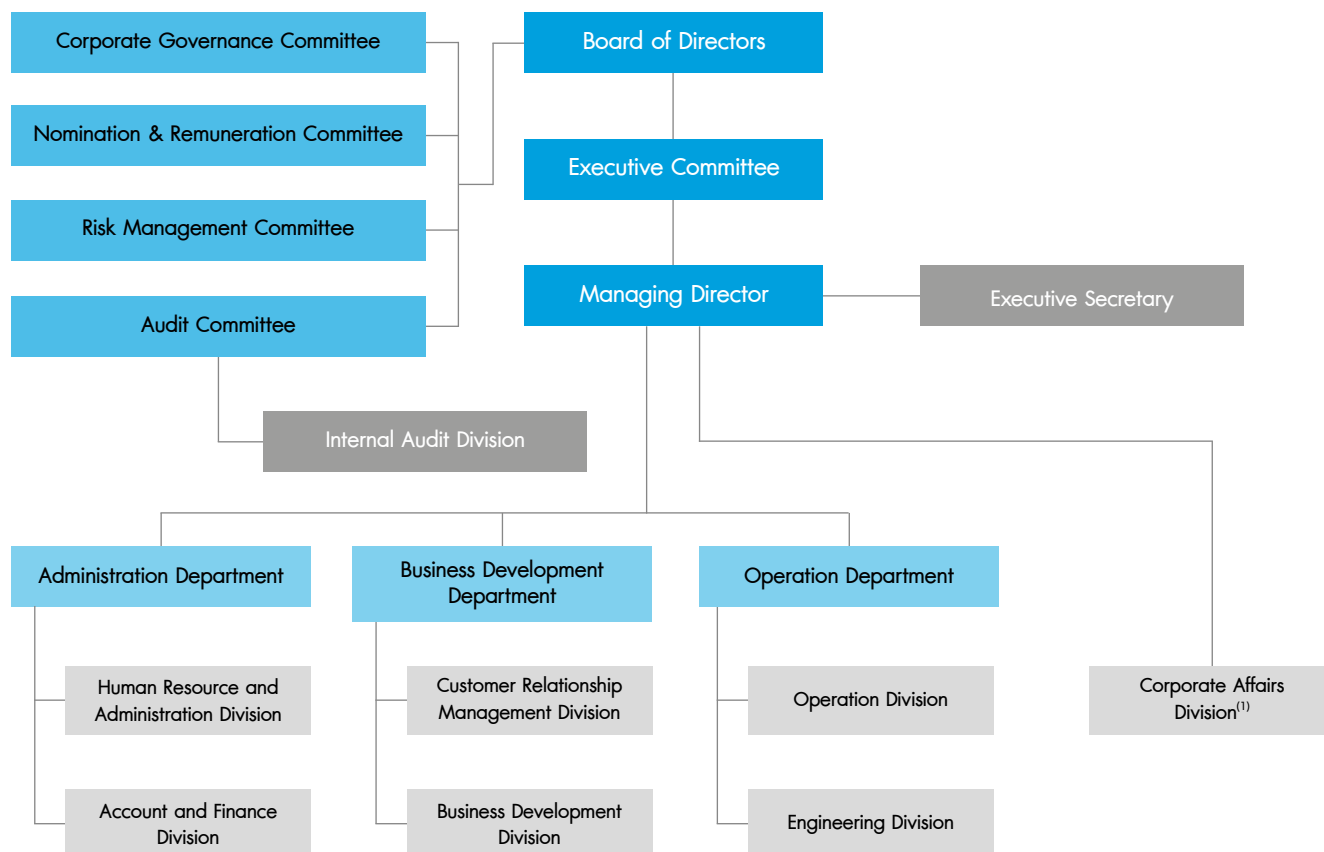 Corporate Governance Committee
Board of Directors
Nomination & Remuneration Committee
Executive Committee
Risk Management Committee
Managing Director
Executive Secretary
Audit Committee
Internal Audit Division
Administration Department
Business Development
Department
Operation Department
Human Resource and
Administration Division
Customer Relationship
Management Division
Operation Division
Corporate Affairs
Division(1)
Account and Finance
Division
Business Development
Division
Engineering Division